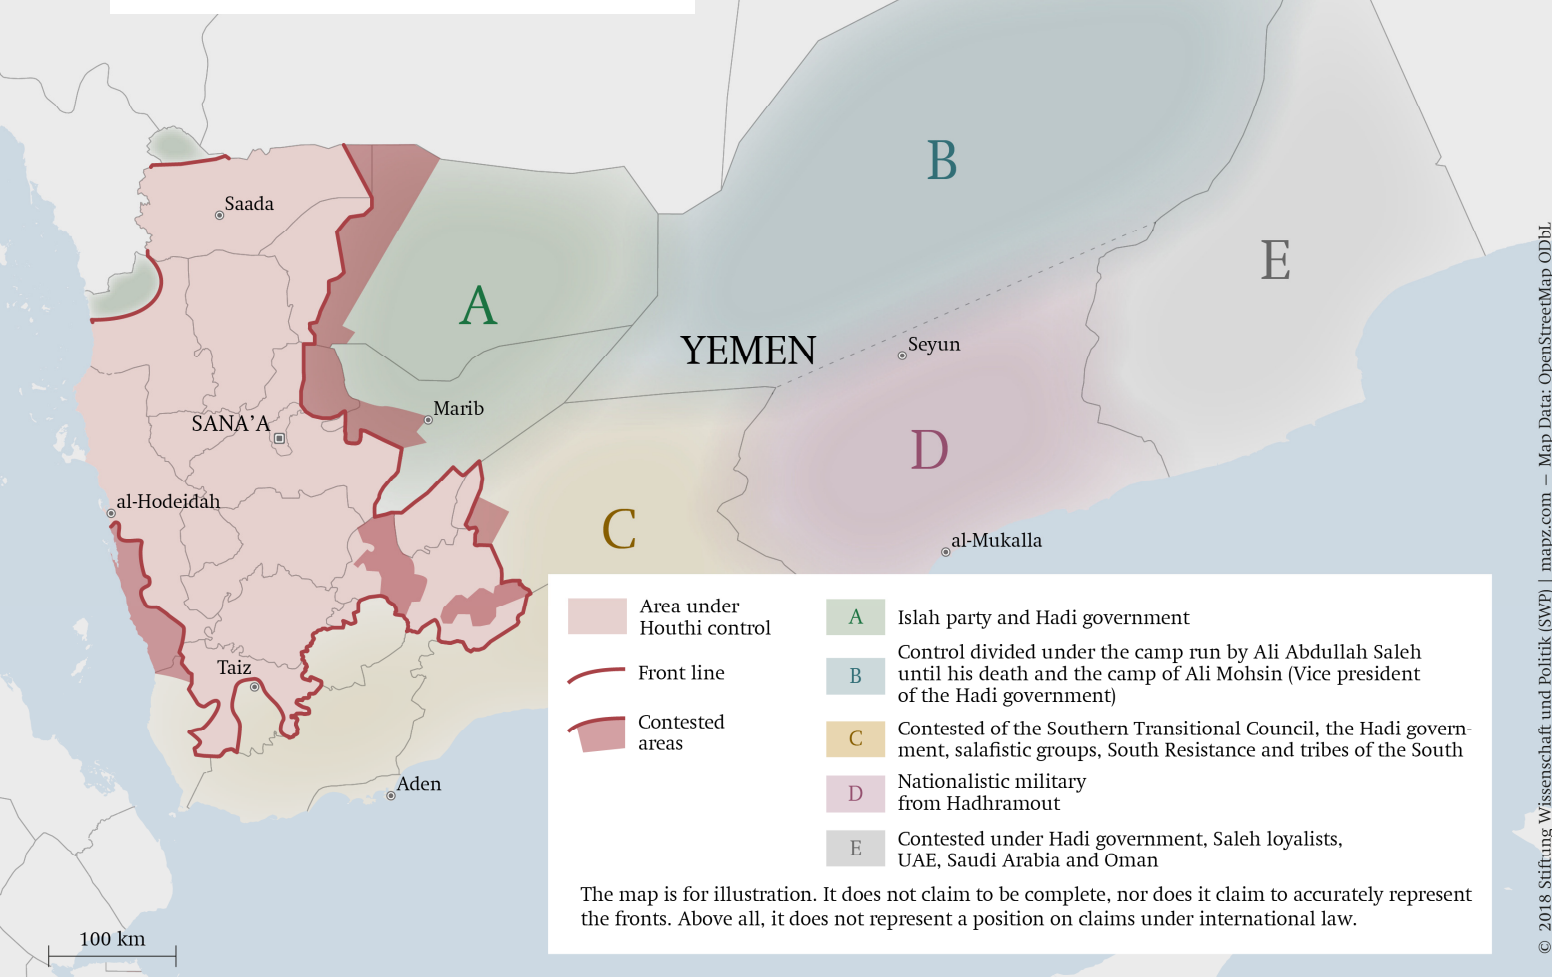 B
A
E
Saada
YEMEN
Seyun
Marib
SANA’A
D
al-Hodeidah
C
al-Mukalla
Taiz
Aden
100 km
Area under
Houthi control
Front line
Contested
areas
A
Islah party and Hadi government
B
Control divided under the camp run by Ali Abdullah Saleh
until his death and the camp of Ali Mohsin (Vice president
of the Hadi government)
C
Contested of the Southern Transitional Council, the Hadi govern-
ment, salafistic groups, South Resistance and tribes of the South
D
Nationalistic military
from Hadhramout
E
Contested under Hadi government, Saleh loyalists,
UAE, Saudi Arabia and Oman
The map is for illustration. It does not claim to be complete, nor does it claim to accurately represent
the fronts. Above all, it does not represent a position on claims under international law.
© 2018 Stiftung Wissenschaft und Politik (SWP) | mapz.com – Map Data: OpenStreetMap ODbL